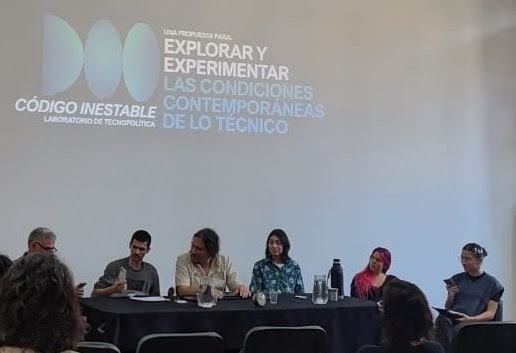 UNA PROPUESTA PARA:
EXPLORAR Y
EXPERIMENTAR
LAS CONDICIONES
CONTEMPORÁNEAS
DE LO TÉCNICO
CÓDIGO INESTABLE
LABORATORIO DE TECNOPOLÍTICA